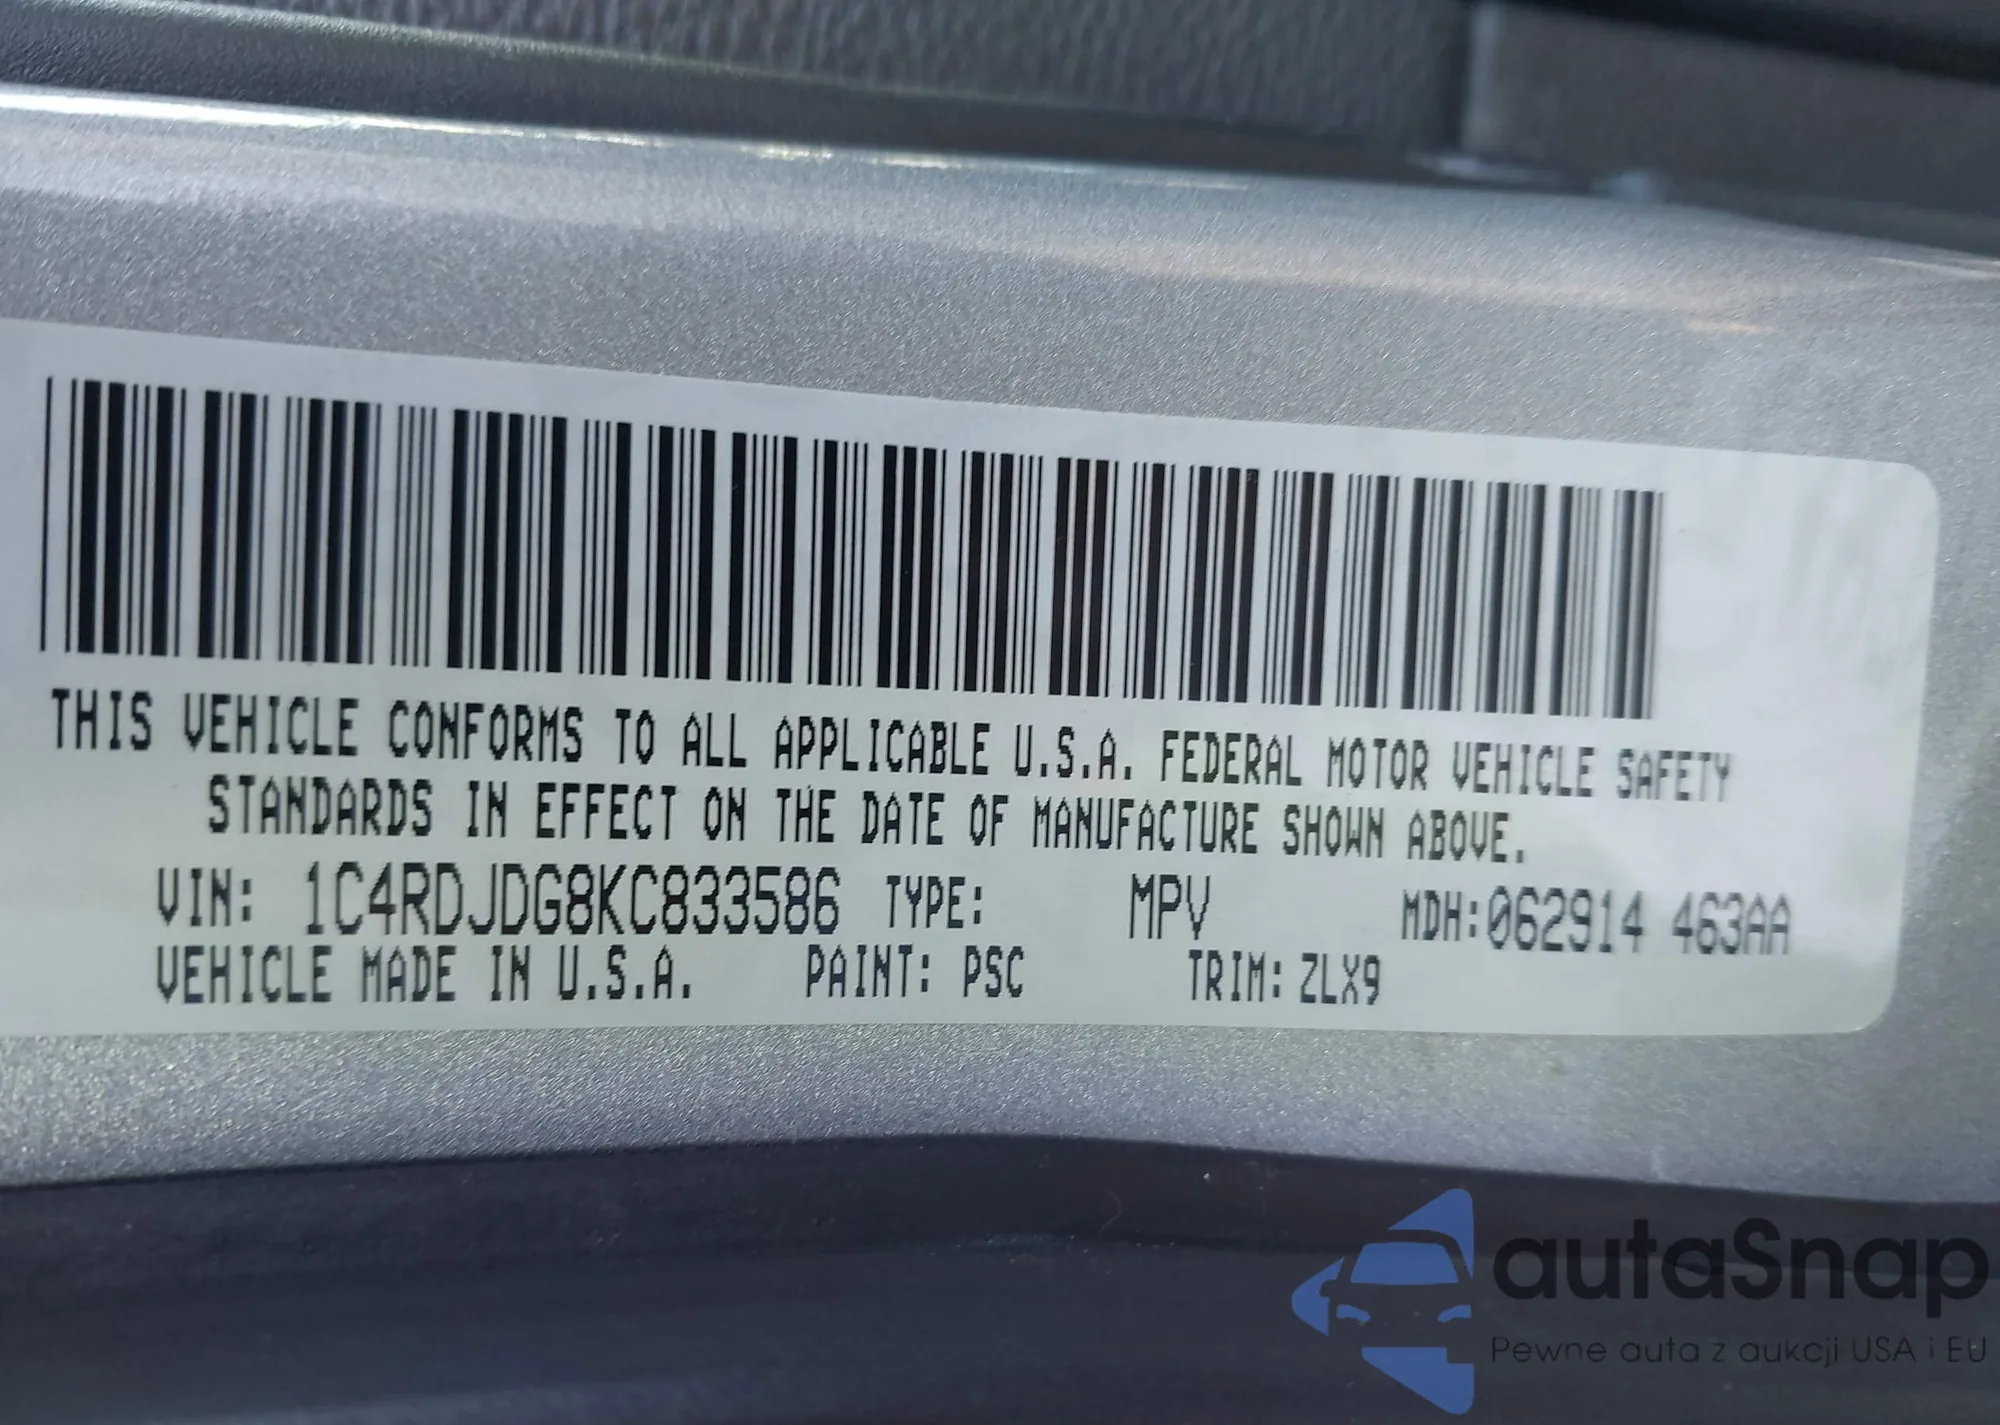 THIS VEHICLE CONFORMS TO ALL APPLICABLE U.S.A. FEDERAL MOTOR VEHICLE SAFETY
STANDARDS IN EFFECT ON THE DATE OF MANUFACTURE SHOWN ABOVE.
VIN: 1C4RDJDG8KC833586 TYPE: MPV MDH:062914 463AA
VEHICLE MADE IN U.S.A. PAINT: PSC TRIM: ZLX9
autaSnap
Pewne auta z aukcji USA i EU